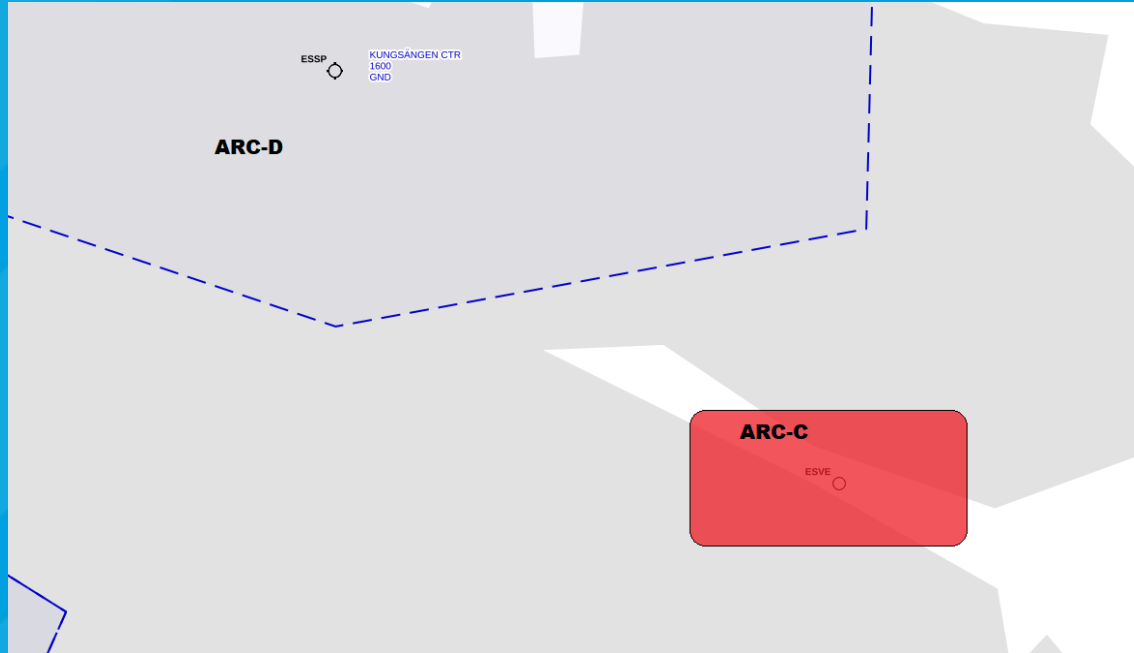 ESSP
KUNGSÄNGEN CTR
1600
GND
ARC-D
ARC-C
ESVE